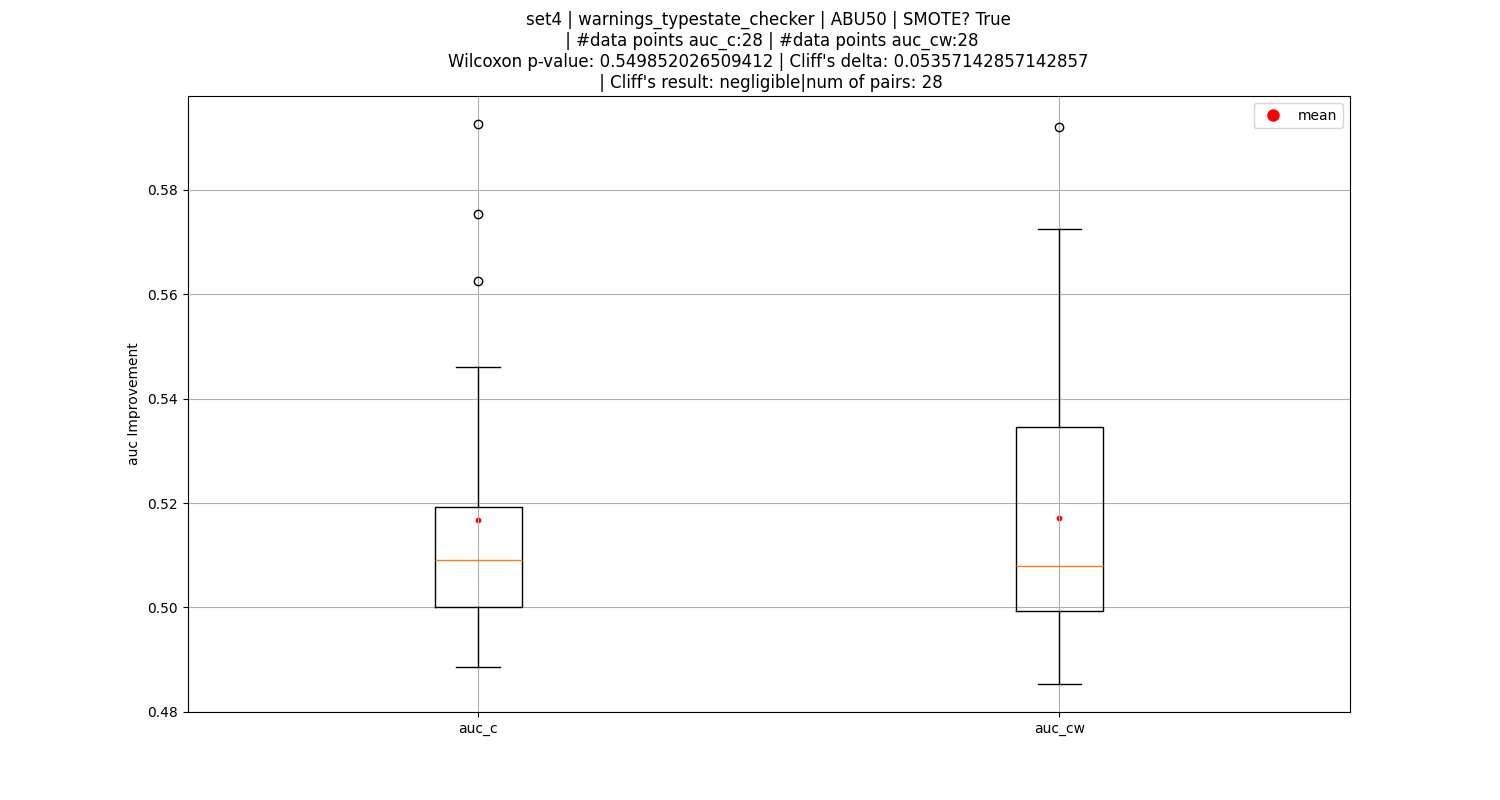 set4 | warnings_typestate_checker | ABU50 | SMOTE? True
| #data points auc_c:28 | #data points auc_cw:28
Wilcoxon p-value: 0.549852026509412 | Cliff's delta: 0.05357142857142857
| Cliff's result: negligible|num of pairs: 28
mean
auc Improvement
0.58
0.56
0.54
0.52
0.50
0.48
auc_c
auc_cw